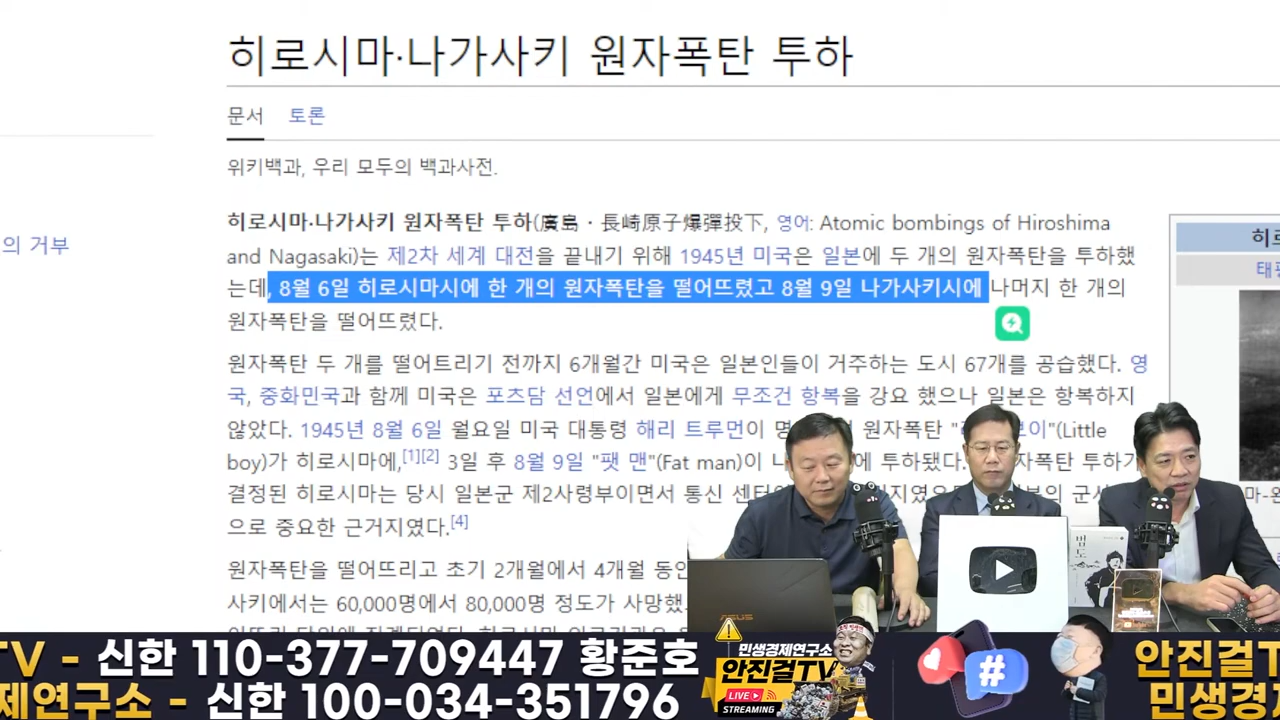 히로시마·나가사키 원자폭탄 투하
문서 토론
위키백과, 우리 모두의 백과사전.
의 거부
히로시마·나가사키 원자폭탄 투하(廣島·長崎原子爆彈投下, 영어: Atomic bombings of Hiroshima
and Nagasaki)는 제2차 세계 대전을 끝내기 위해 1945년 미국은 일본에 두 개의 원자폭탄을 투하했
는데, 8월 6일 히로시마시에 한 개의 원자폭탄을 떨어뜨렸고 8월 9일 나가사키시에 나머지 한 개의
원자폭탄을 떨어뜨렸다.
원자폭탄 두 개를 떨어트리기 전까지 6개월간 미국은 일본인들이 거주하는 도시 67개를 공습했다. 영
국, 중화민국과 함께 미국은 포츠담 선언에서 일본에게 무조건 항복을 강요 했으나 일본은 항복하지
않았다. 1945년 8월 6일 월요일 미국 대통령 해리 트루먼이 원자폭탄 "보이"(Little
boy)가 히로시마에,[1][2] 3일 후 8월 9일 "팻 맨"(Fat man)이 에 투하됐다. 폭탄 투하가
결정된 히로시마는 당시 일본군 제2사령부이면서 통신 센터
으로 중요한 근거지였다.[4]
원자폭탄을 떨어뜨리고 초기 2개월에서 4개월 동안
사키에서는 60,000명에서 80,000명 정도가 사망했
히로
범도
TV - 신한 110-377-709447 황준호
제연구소 - 신한 100-034-351796
민생경제연구소
안진걸TV
LIVE
STREAMING
#
안진걸T
민생경